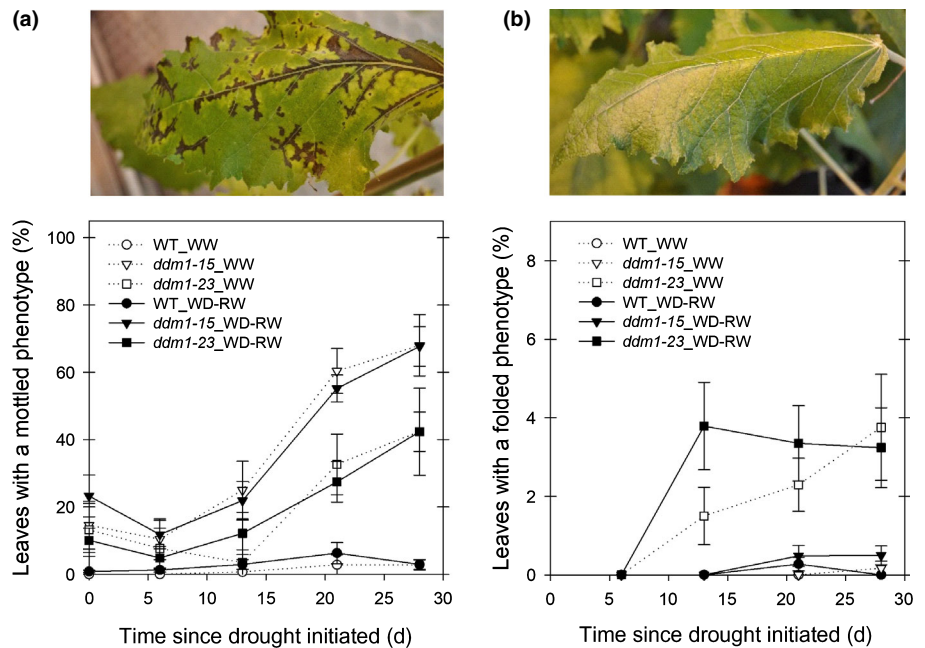 (a)
Leaves with a mottled phenotype (%)
100
80
60
40
20
0
WT_WW
ddm1-15_WW
ddm1-23_WW
WT_WD-RW
ddm1-15_WD-RW
ddm1-23_WD-RW
0 5 10 15 20 25 30
Time since drought initiated (d)
(b)
Leaves with a folded phenotype (%)
8
6
4
2
0
WT_WW
ddm1-15_WW
ddm1-23_WW
WT_WD-RW
ddm1-15_WD-RW
ddm1-23_WD-RW
0 5 10 15 20 25 30
Time since drought initiated (d)